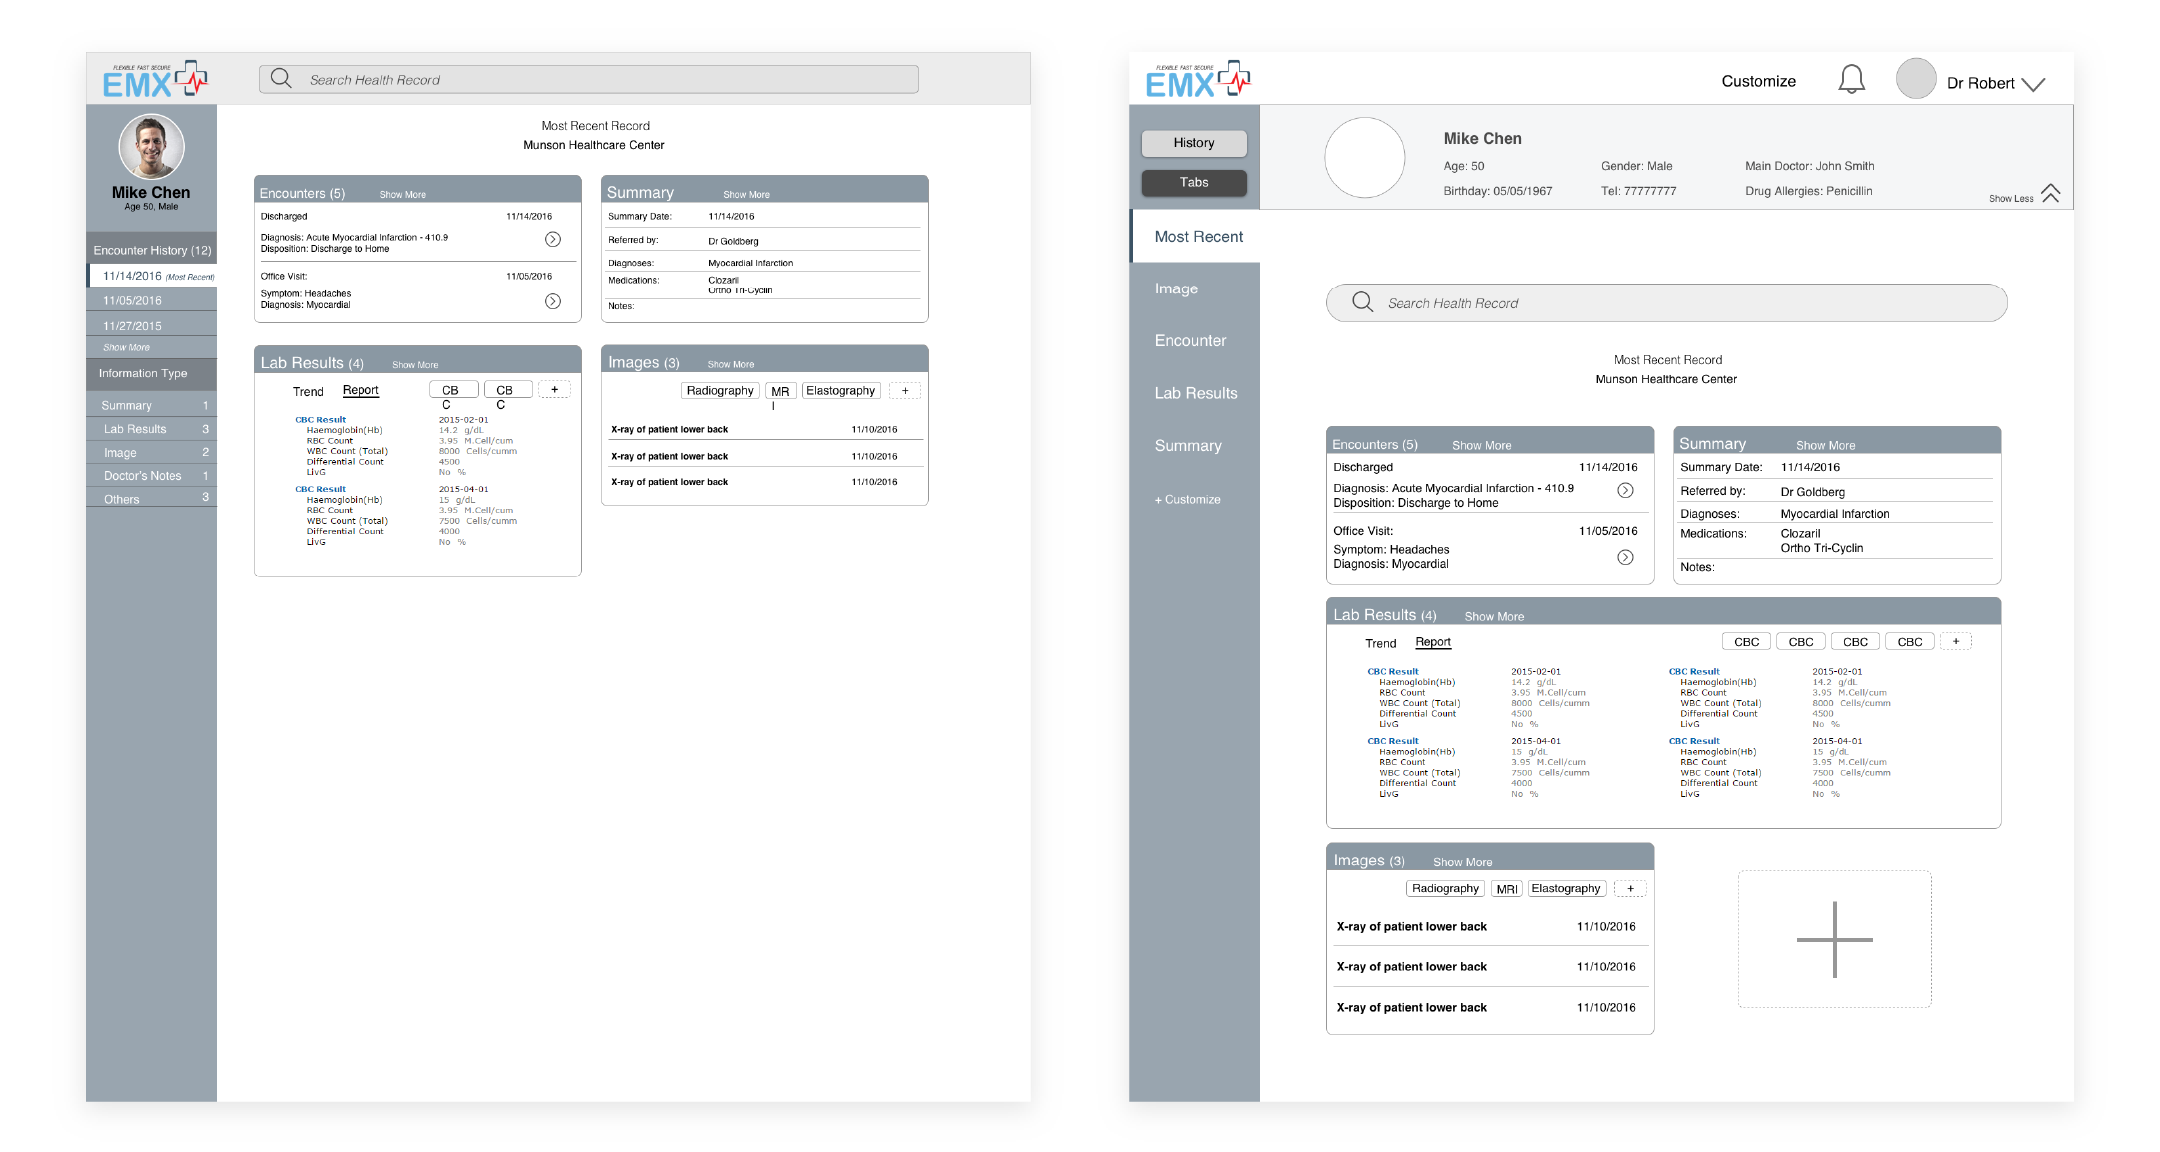 FLEXIBLE FAST SECURE
EMX
Search Health Record
Mike Chen
Age 50, Male
Encounter History (12)
11/14/2016 (Most Recent)
11/05/2016
11/27/2015
Show More
Information Type
Summary 1
Lab Results 3
Image 2
Doctor's Notes 1
Others 3
Most Recent Record
Munson Healthcare Center
Encounters (5) Show More
Discharged 11/14/2016
Diagnosis: Acute Myocardial Infarction - 410.9
Disposition: Discharge to Home
Office Visit: 11/05/2016
Symptom: Headaches
Diagnosis: Myocardial
Summary Show More
Summary Date: 11/14/2016
Referred by: Dr Goldberg
Diagnoses: Myocardial Infarction
Medications: Clozaril
Ortho Tri-Cyclin
Notes:
Lab Results (4) Show More
Trend Report CB
C CB
C +
CBC Result 2015-02-01
Haemoglobin(Hb) 14.2 g/dL
RBC Count 3.95 M.Cell/cum
WBC Count (Total) 8000 Cells/cumm
Differential Count 4500
LivG No %
CBC Result 2015-04-01
Haemoglobin(Hb) 15 g/dL
RBC Count 3.95 M.Cell/cum
WBC Count (Total) 7500 Cells/cumm
Differential Count 4000
LivG No %
Images (3) Show More
Radiography MR
I Elastography +
X-ray of patient lower back 11/10/2016
X-ray of patient lower back 11/10/2016
X-ray of patient lower back 11/10/2016
FLEXIBLE FAST SECURE
EMX
Customize Dr Robert
History
Tabs
Most Recent
Image
Encounter
Lab Results
Summary
+ Customize
Mike Chen
Age: 50 Gender: Male Main Doctor: John Smith
Birthday: 05/05/1967 Tel: 77777777 Drug Allergies: Penicillin
Show Less
Search Health Record
Most Recent Record
Munson Healthcare Center
Encounters (5) Show More
Discharged 11/14/2016
Diagnosis: Acute Myocardial Infarction - 410.9
Disposition: Discharge to Home
Office Visit: 11/05/2016
Symptom: Headaches
Diagnosis: Myocardial
Summary Show More
Summary Date: 11/14/2016
Referred by: Dr Goldberg
Diagnoses: Myocardial Infarction
Medications: Clozaril
Ortho Tri-Cyclin
Notes:
Lab Results (4) Show More
Trend Report CBC CBC CBC CBC +
CBC Result 2015-02-01 CBC Result 2015-02-01
Haemoglobin(Hb) 14.2 g/dL Haemoglobin(Hb) 14.2 g/dL
RBC Count 3.95 M.Cell/cum RBC Count 3.95 M.Cell/cum
WBC Count (Total) 8000 Cells/cumm WBC Count (Total) 8000 Cells/cumm
Differential Count 4500 Differential Count 4500
LivG No % LivG No %
CBC Result 2015-04-01 CBC Result 2015-04-01
Haemoglobin(Hb) 15 g/dL Haemoglobin(Hb) 15 g/dL
RBC Count 3.95 M.Cell/cum RBC Count 3.95 M.Cell/cum
WBC Count (Total) 7500 Cells/cumm WBC Count (Total) 7500 Cells/cumm
Differential Count 4000 Differential Count 4000
LivG No % LivG No %
Images (3) Show More
Radiography MRI Elastography +
X-ray of patient lower back 11/10/2016
X-ray of patient lower back 11/10/2016
X-ray of patient lower back 11/10/2016